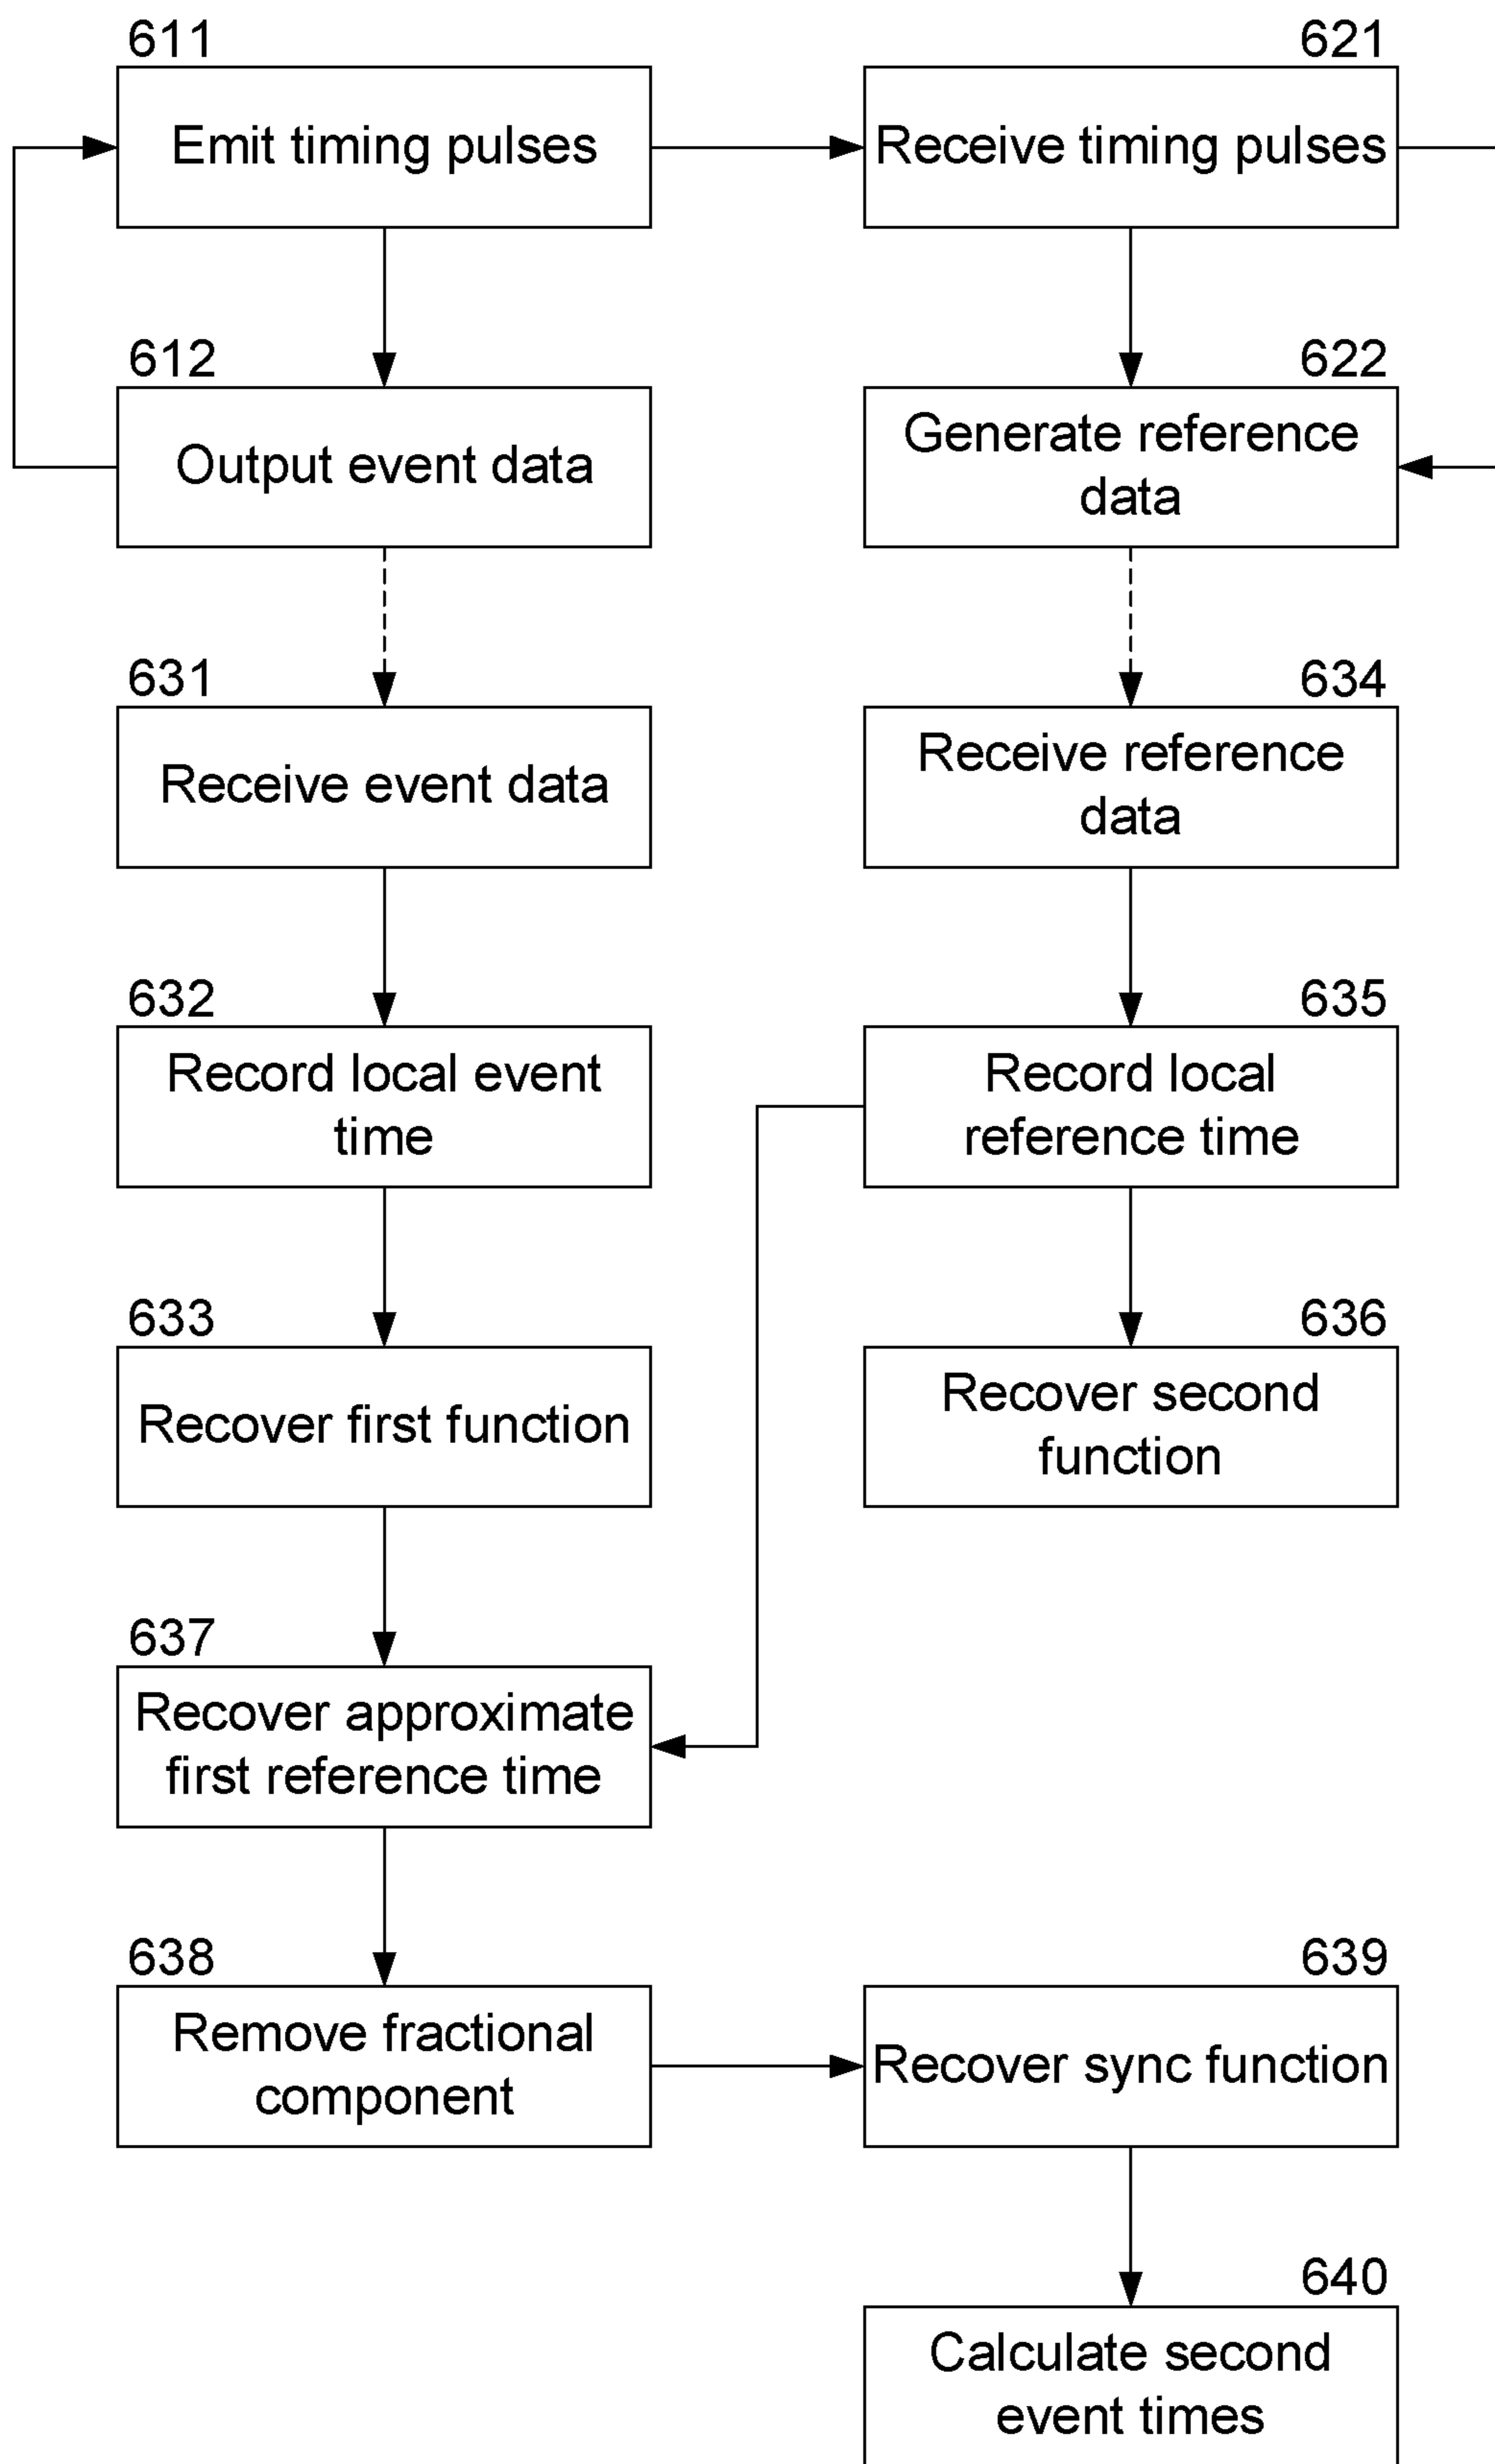 611
Emit timing pulses
621
Receive timing pulses
612
Output event data
622
Generate reference
data
631
Receive event data
634
Receive reference
data
632
Record local event
time
635
Record local
reference time
633
Recover first function
636
Recover second
function
637
Recover approximate
first reference time
638
Remove fractional
component
639
Recover sync function
640
Calculate second
event times